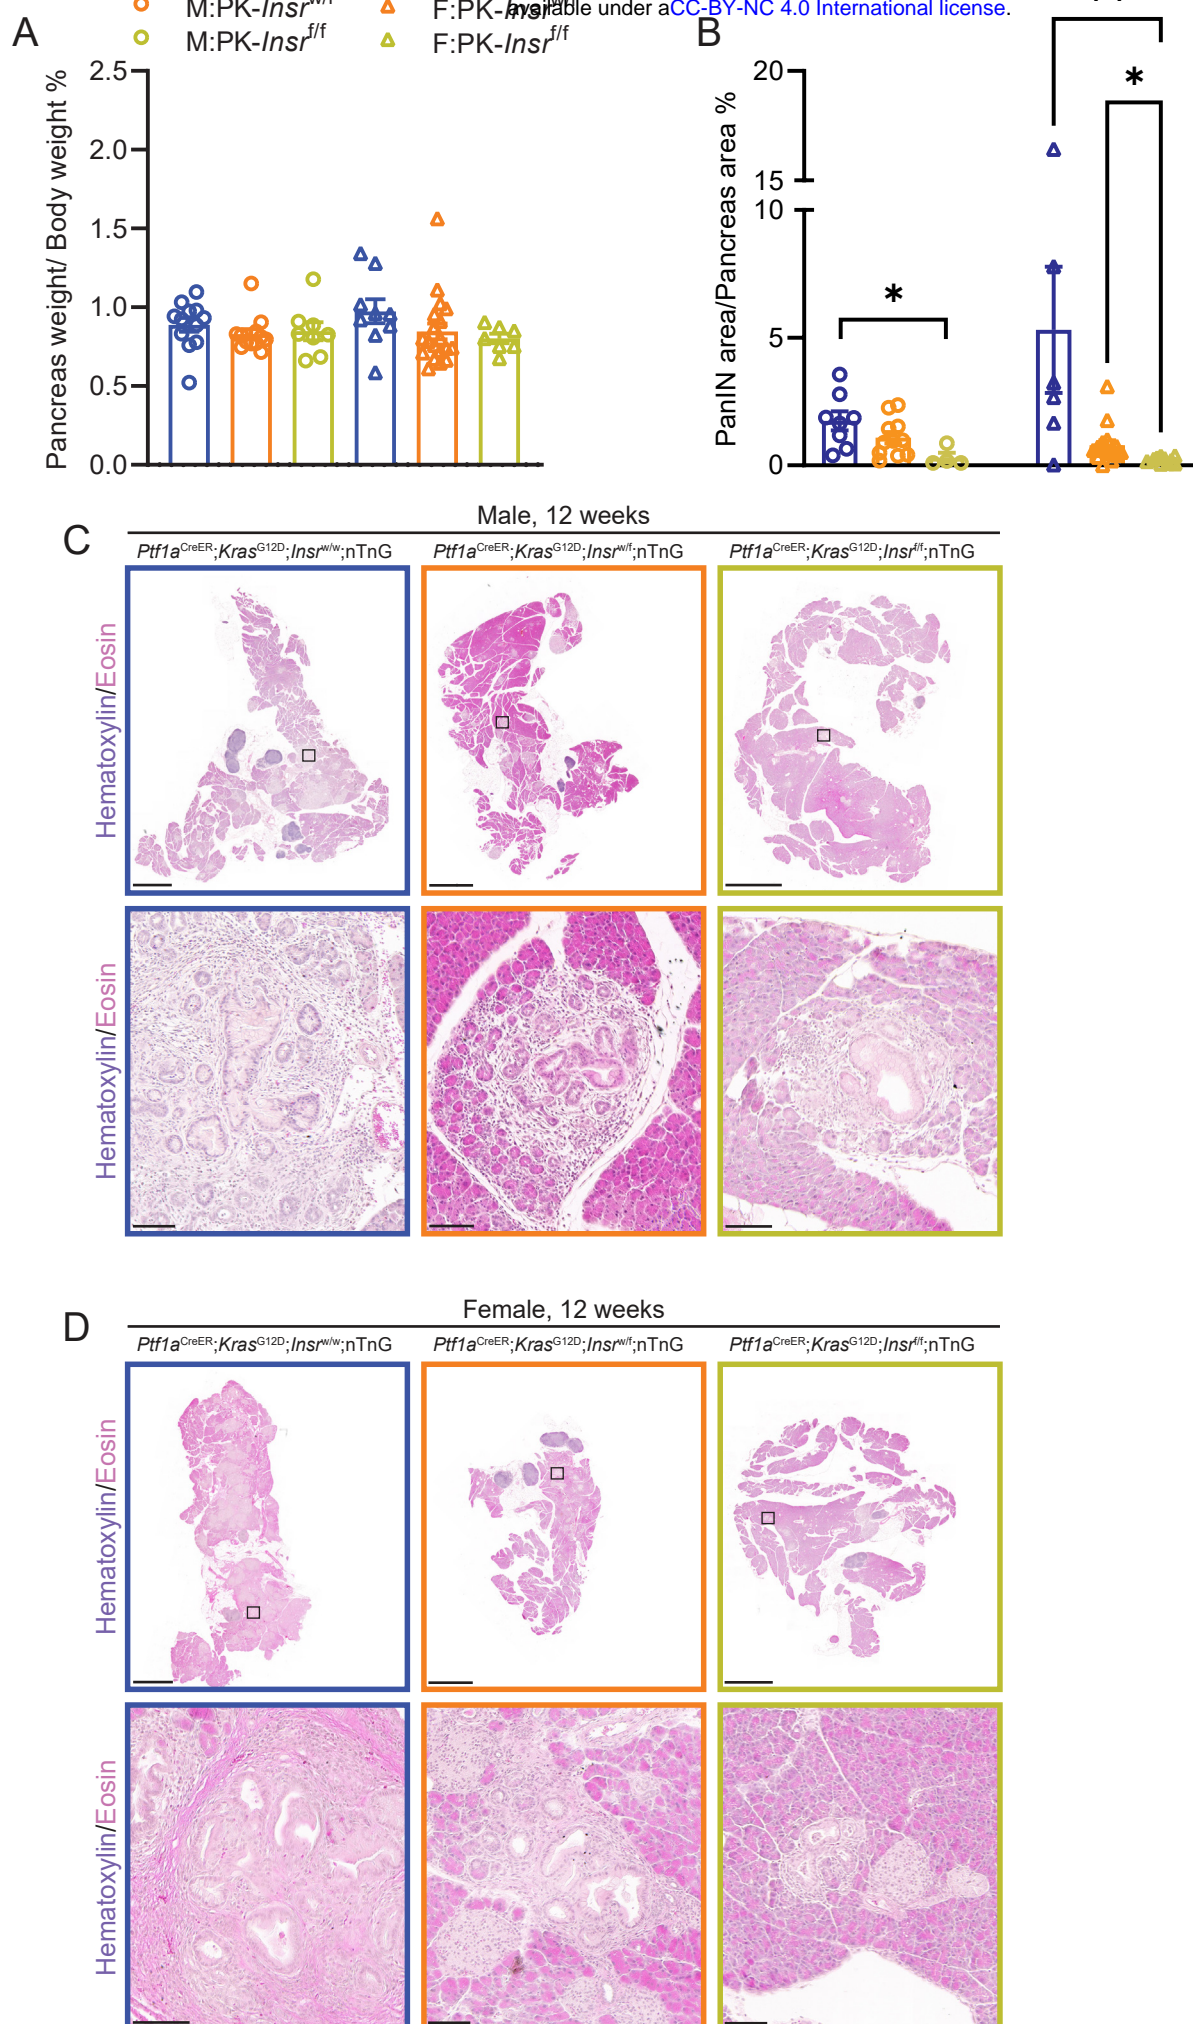 M:PK-Insr^w/f F:PK-Insr
available under aCC-BY-NC 4.0 International license.
A
M:PK-Insr^f/f F:PK-Insr^f/f
B
Pancreas weight/ Body weight %
2.5
2.0
1.5
1.0
0.5
0.0
PanIN area/Pancreas area %
20
15
10
5
0
*
*
C
Male, 12 weeks
Ptf1a^CreER;Kras^G12D;Insr^w/w;nTnG
Ptf1a^CreER;Kras^G12D;Insr^w/f;nTnG
Ptf1a^CreER;Kras^G12D;Insr^f/f;nTnG
Hematoxylin/Eosin
Hematoxylin/Eosin
D
Female, 12 weeks
Ptf1a^CreER;Kras^G12D;Insr^w/w;nTnG
Ptf1a^CreER;Kras^G12D;Insr^w/f;nTnG
Ptf1a^CreER;Kras^G12D;Insr^f/f;nTnG
Hematoxylin/Eosin
Hematoxylin/Eosin